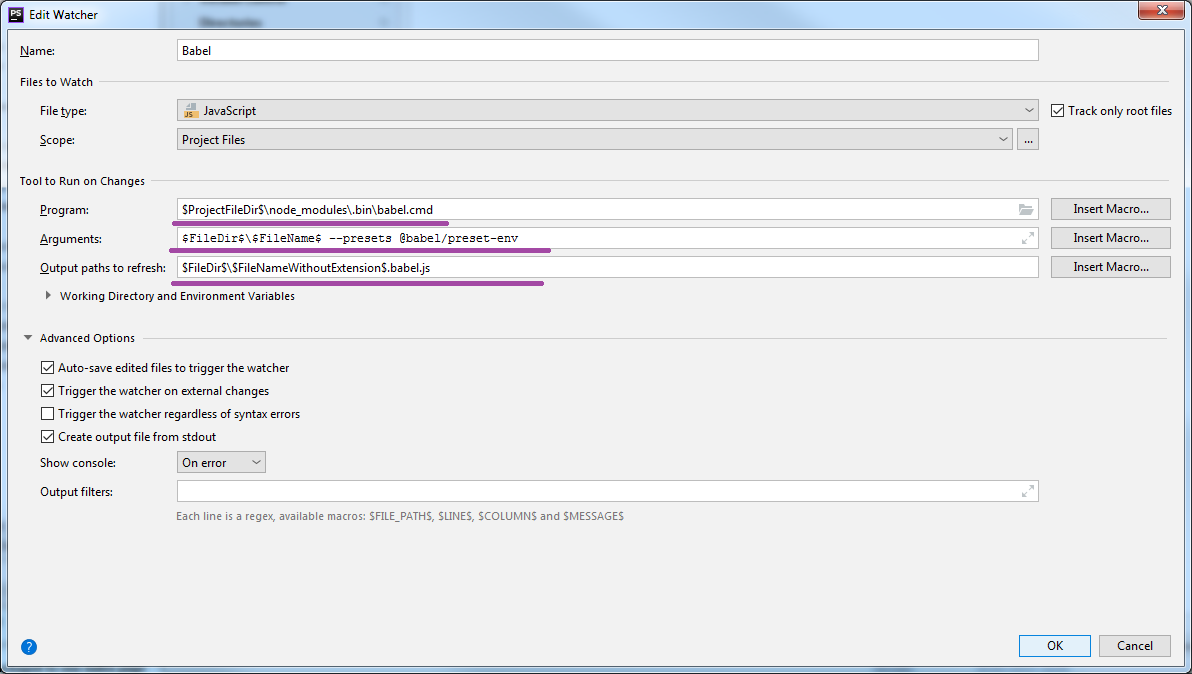 PS Edit Watcher
Name: Babel
Files to Watch
File type: JS JavaScript Track only root files
Scope: Project Files ...
Tool to Run on Changes
Program: $ProjectFileDir$\node_modules\.bin\babel.cmd Insert Macro...
Arguments: $FileDir$\$FileName$ --presets @babel/preset-env Insert Macro...
Output paths to refresh: $FileDir$\$FileNameWithoutExtension$.babel.js Insert Macro...
Working Directory and Environment Variables
Advanced Options
Auto-save edited files to trigger the watcher
Trigger the watcher on external changes
Trigger the watcher regardless of syntax errors
Create output file from stdout
Show console: On error
Output filters:
Each line is a regex, available macros: $FILE_PATH$, $LINE$, $COLUMN$ and $MESSAGE$
? OK Cancel